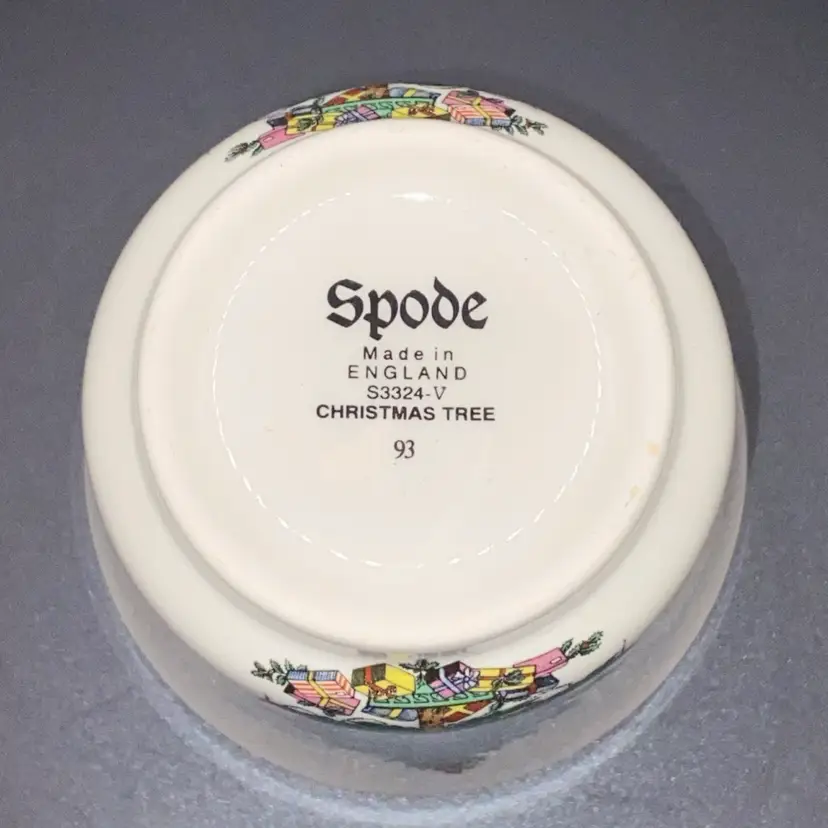 Spode
Made in
ENGLAND
S3324-V
CHRISTMAS TREE
93